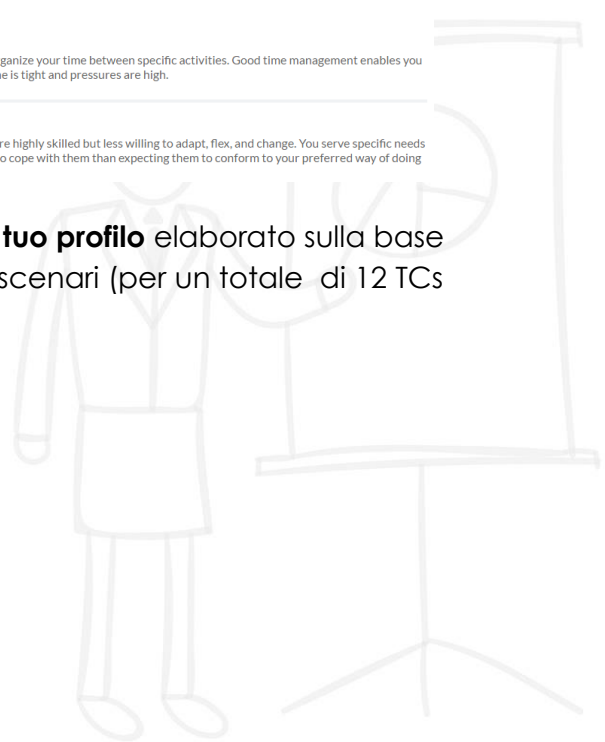 ganize your time between specific activities. Good time management enables you
e is tight and pressures are high.
re highly skilled but less willing to adapt, flex, and change. You serve specific needs
o cope with them than expecting them to conform to your preferred way of doing
tuo profilo elaborato sulla base
scenari (per un totale di 12 TCs